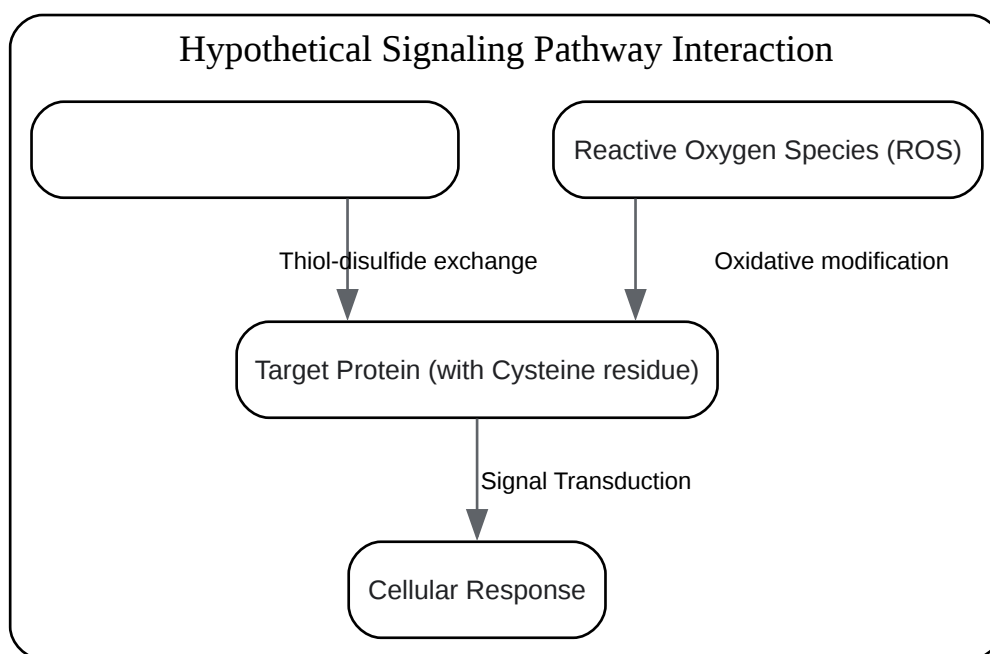 Hypothetical Signaling Pathway Interaction
Reactive Oxygen Species (ROS)
Thiol-disulfide exchange
Oxidative modification
Target Protein (with Cysteine residue)
Signal Transduction
Cellular Response